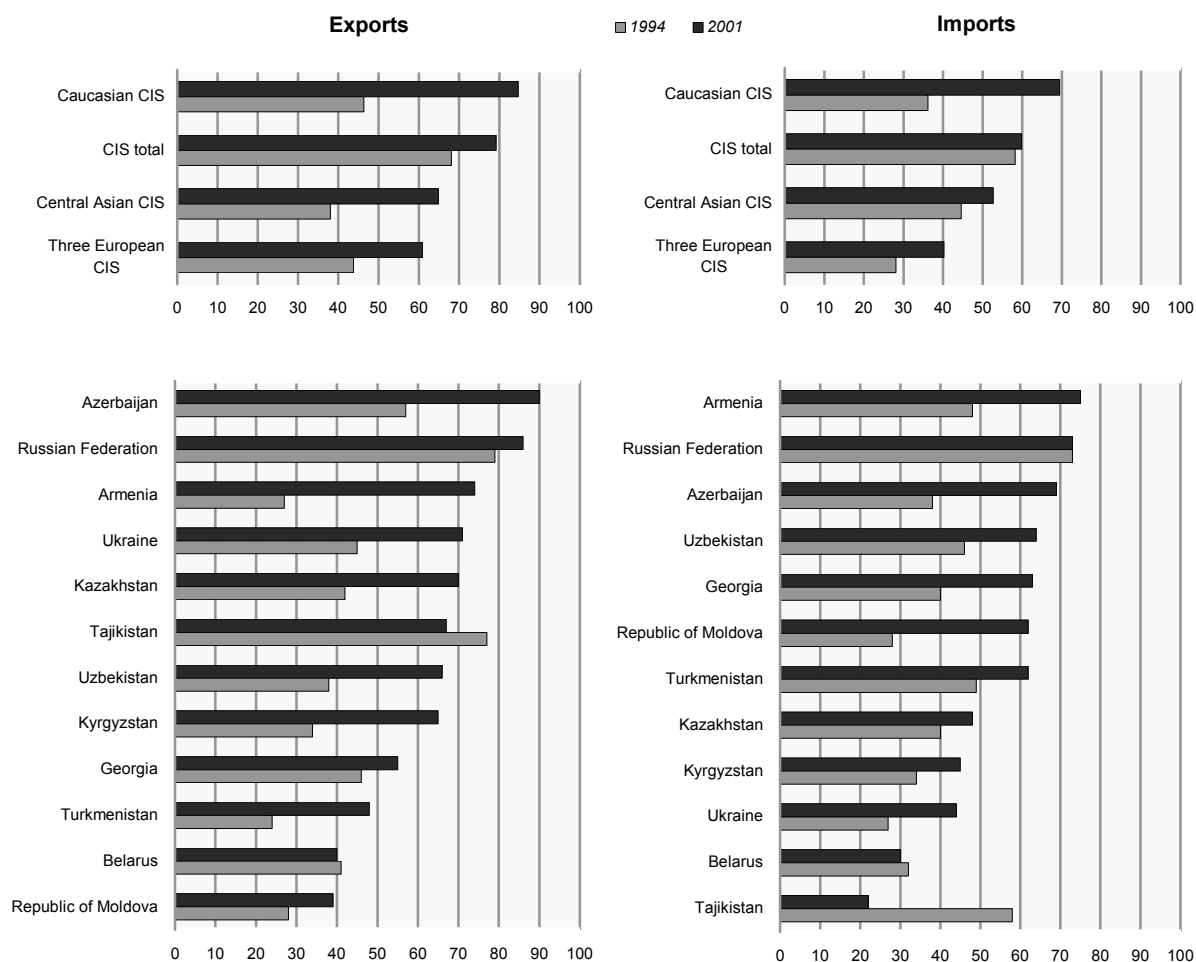 Exports
1994 2001
Imports
Caucasian CIS
CIS total
Central Asian CIS
Three European
CIS
0 10 20 30 40 50 60 70 80 90 100
Caucasian CIS
CIS total
Central Asian CIS
Three European
CIS
0 10 20 30 40 50 60 70 80 90 100
Azerbaijan
Russian Federation
Armenia
Ukraine
Kazakhstan
Tajikistan
Uzbekistan
Kyrgyzstan
Georgia
Turkmenistan
Belarus
Republic of Moldova
0 10 20 30 40 50 60 70 80 90 100
Armenia
Russian Federation
Azerbaijan
Uzbekistan
Georgia
Republic of Moldova
Turkmenistan
Kazakhstan
Kyrgyzstan
Ukraine
Belarus
Tajikistan
0 10 20 30 40 50 60 70 80 90 100